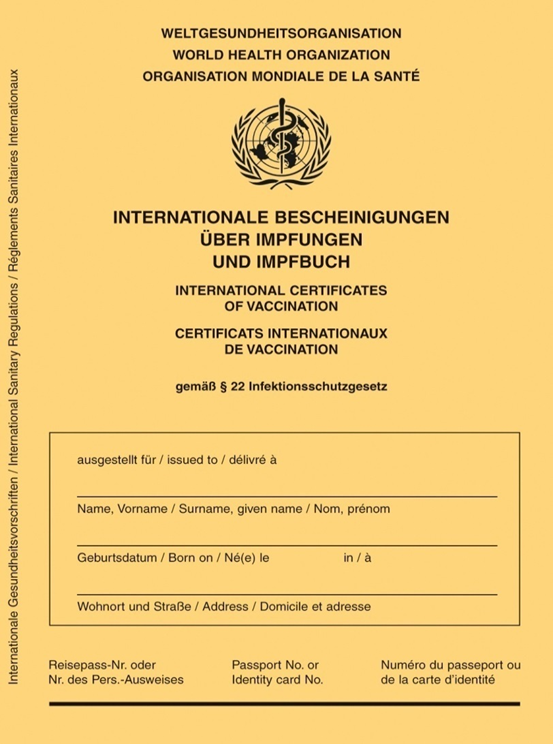 WELTGESUNDHEITSORGANISATION
WORLD HEALTH ORGANIZATION
ORGANISATION MONDIALE DE LA SANTÉ
INTERNATIONALE BESCHEINIGUNGEN
ÜBER IMPFUNGEN
UND IMPFBUCH
INTERNATIONAL CERTIFICATES
OF VACCINATION
CERTIFICATS INTERNATIONAUX
DE VACCINATION
gemäß § 22 Infektionsschutzgesetz
Internationale Gesundheitsvorschriften / International Sanitary Regulations / Réglements Sanitaires Internationaux
ausgestellt für / issued to / délivré à
Name, Vorname / Surname, given name / Nom, prénom
Geburtsdatum / Born on / Né(e) le in / à
Wohnort und Straße / Address / Domicile et adresse
Reisepass-Nr. oder
Nr. des Pers.-Ausweises
Passport No. or
Identity card No.
Numéro du passeport ou
de la carte d'identité